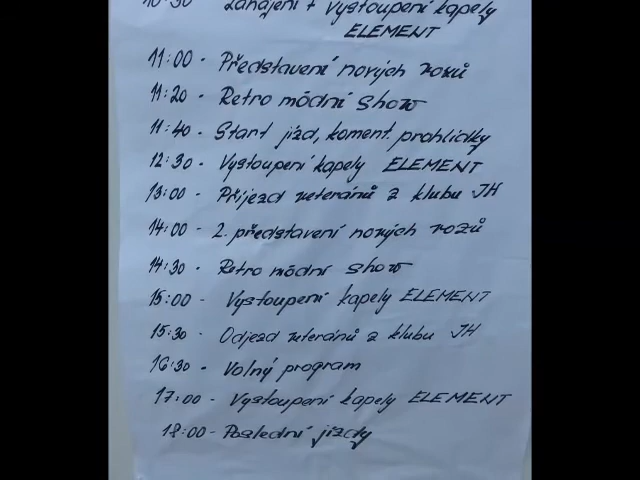 10:30 Zahájení + Vystoupení kapely
ELEMENT
11:00 - Představení nových vozů
11:20 - Retro módní show
11:40 - Start jízd, koment. prohlídky
12:30 - Vystoupení kapely ELEMENT
13:00 - Příjezd veteránů z klubu JH
14:00 - 2. představení nových vozů
14:30 - Retro módní show
15:00 - Vystoupení kapely ELEMENT
15:30 - Odjezd veteránů z klubu JH
16:30 - Volný program
17:00 - Vystoupení kapely ELEMENT
18:00 - Poslední jízdy